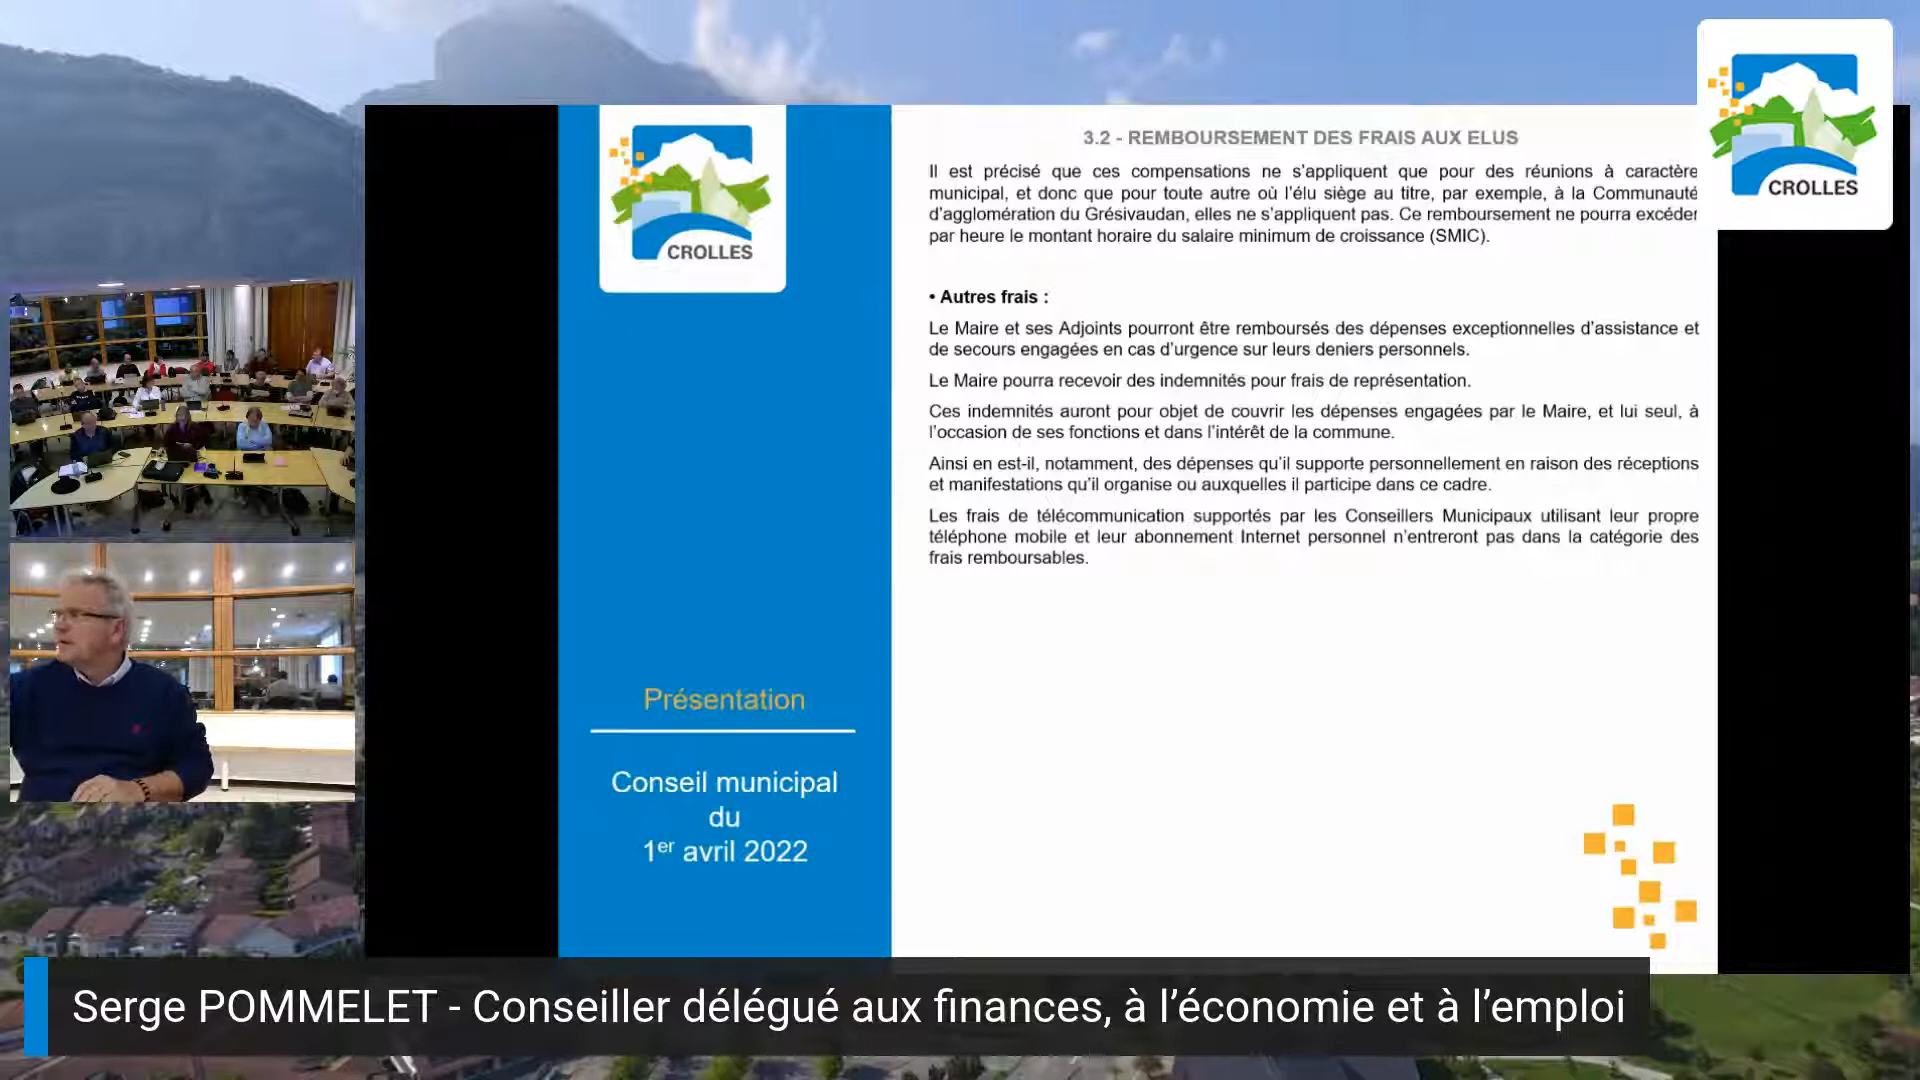 CROLLES
CROLLES
3.2 - REMBOURSEMENT DES FRAIS AUX ELUS
Il est précisé que ces compensations ne s’appliquent que pour des réunions à caractère
municipal, et donc que pour toute autre où l’élu siège au titre, par exemple, à la Communauté
d’agglomération du Grésivaudan, elles ne s’appliquent pas. Ce remboursement ne pourra excéder
par heure le montant horaire du salaire minimum de croissance (SMIC).
• Autres frais :
Le Maire et ses Adjoints pourront être remboursés des dépenses exceptionnelles d’assistance et
de secours engagées en cas d’urgence sur leurs deniers personnels.
Le Maire pourra recevoir des indemnités pour frais de représentation.
Ces indemnités auront pour objet de couvrir les dépenses engagées par le Maire, et lui seul, à
l’occasion de ses fonctions et dans l’intérêt de la commune.
Ainsi en est-il, notamment, des dépenses qu’il supporte personnellement en raison des réceptions
et manifestations qu’il organise ou auxquelles il participe dans ce cadre.
Les frais de télécommunication supportés par les Conseillers Municipaux utilisant leur propre
téléphone mobile et leur abonnement Internet personnel n’entreront pas dans la catégorie des
frais remboursables.
Présentation
Conseil municipal
du
1er avril 2022
Serge POMMELET - Conseiller délégué aux finances, à l’économie et à l’emploi